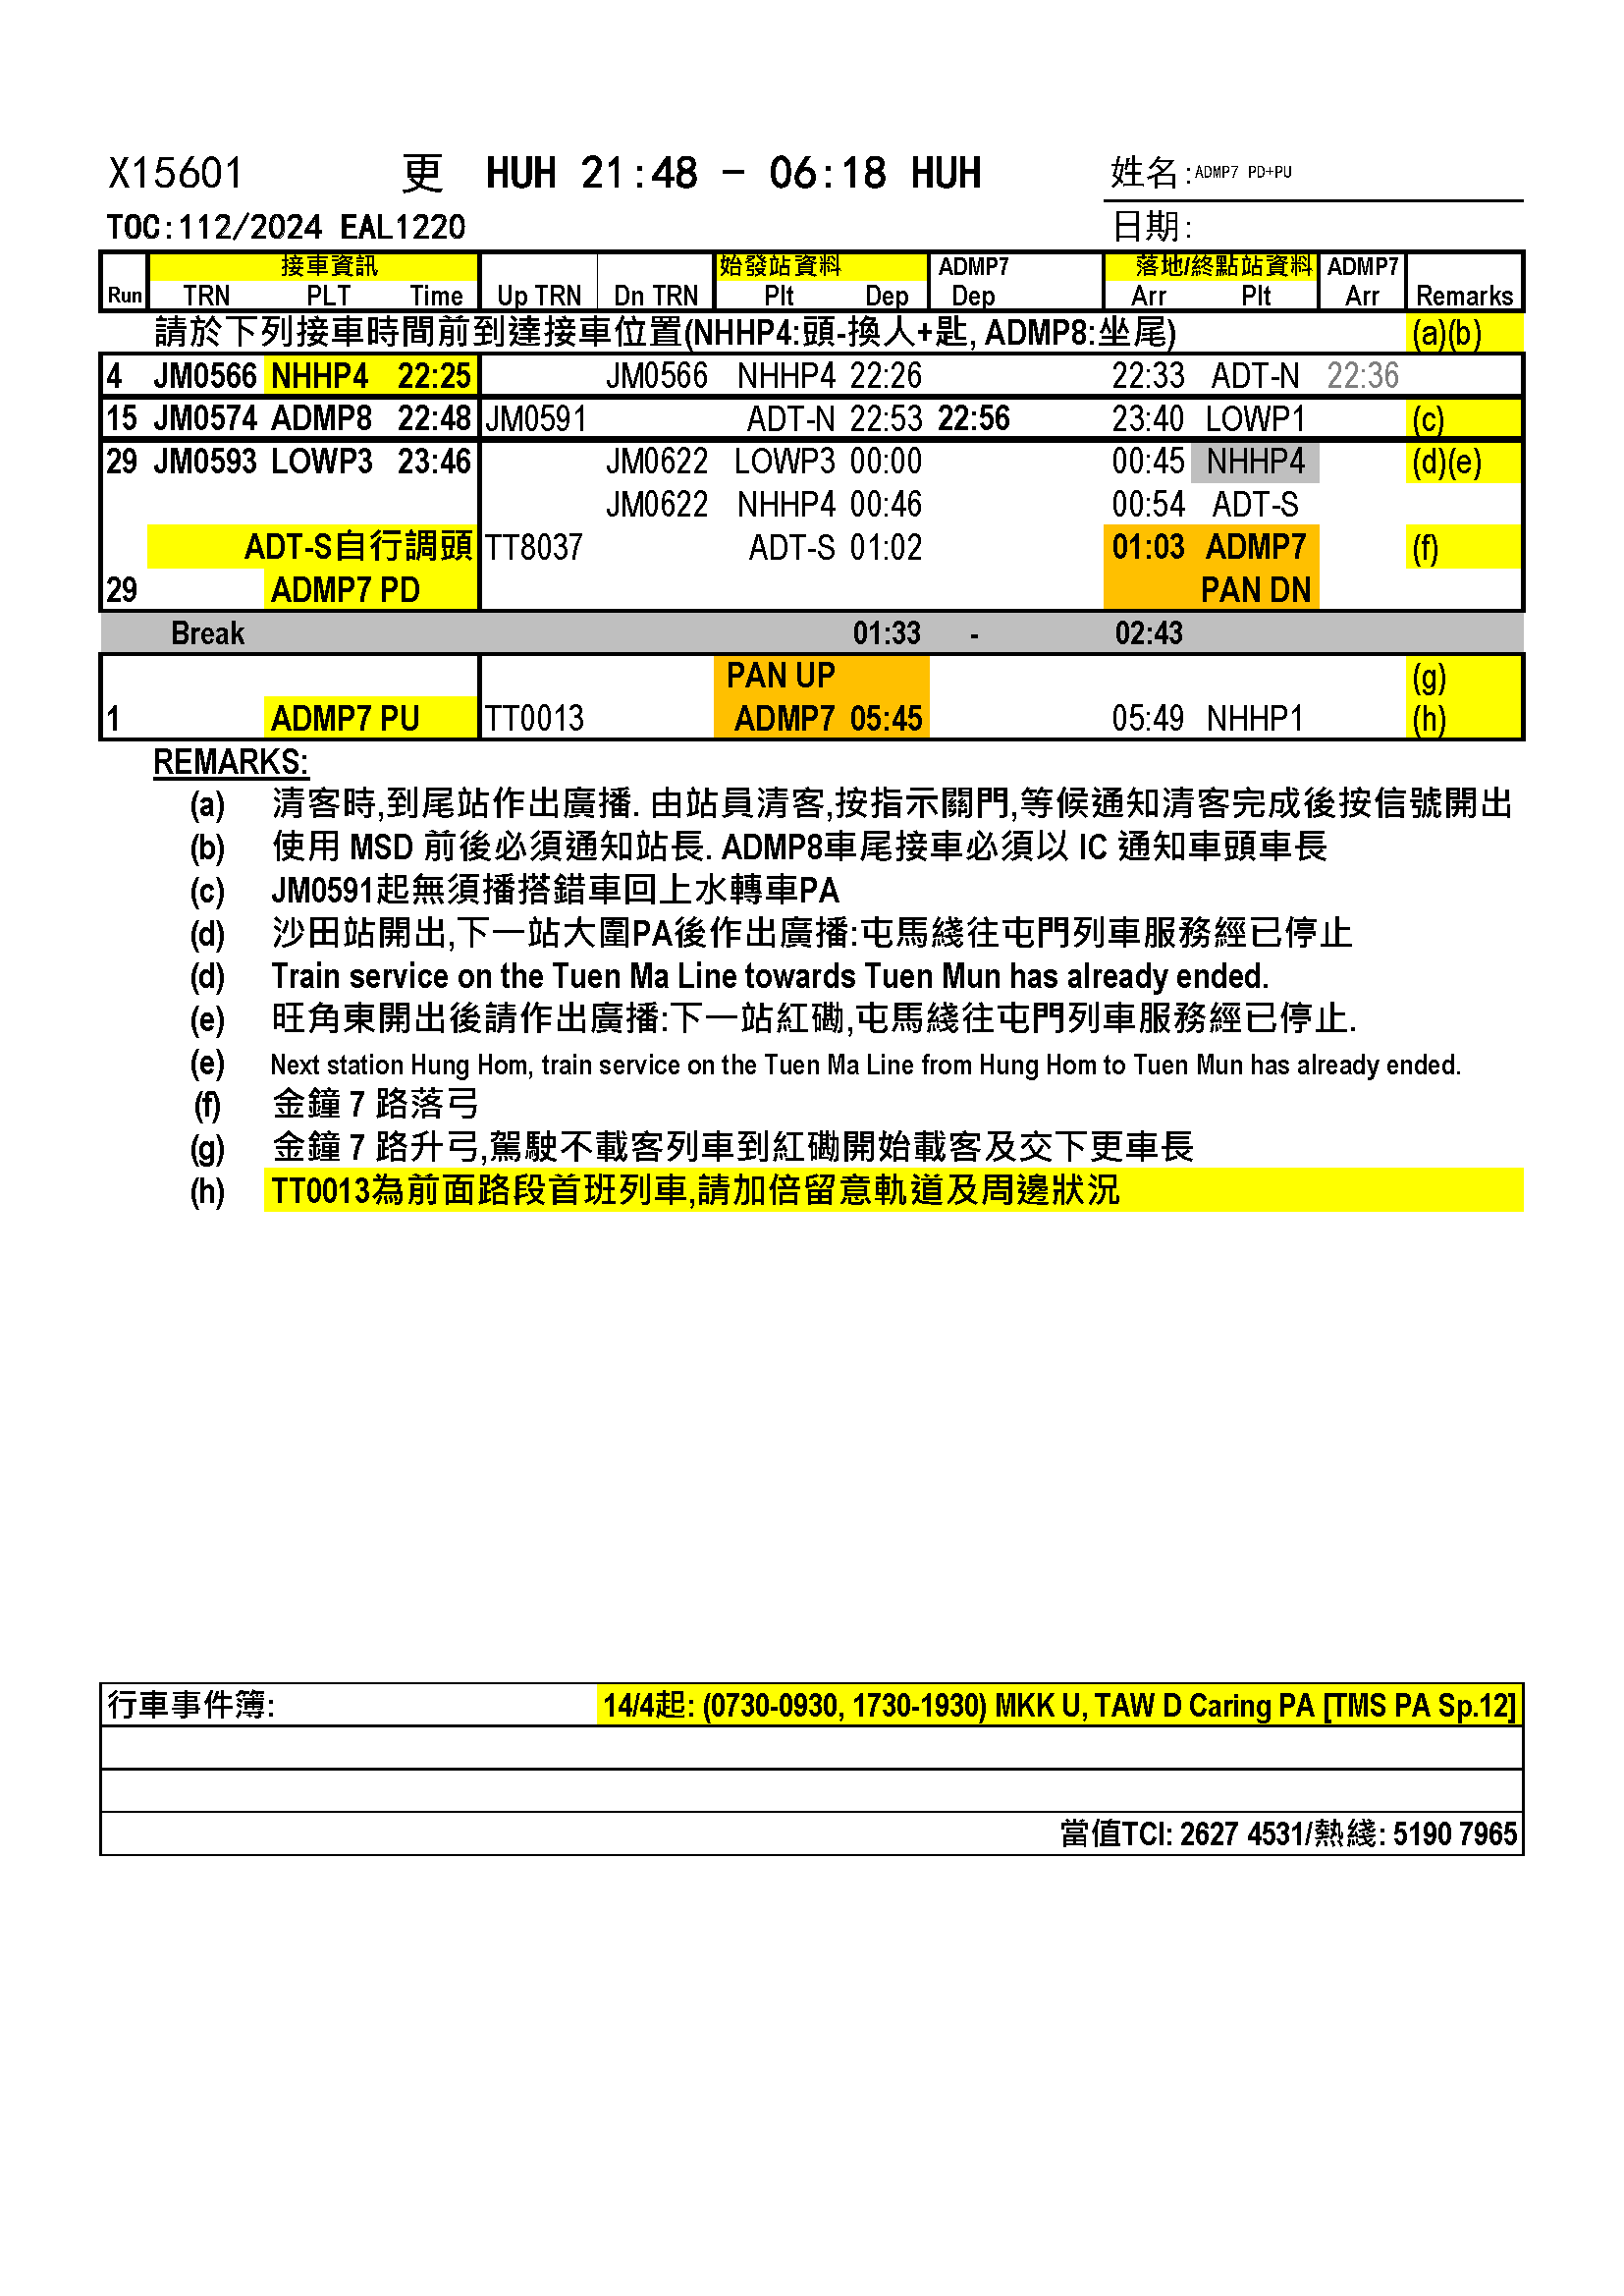 X15601 更 HUH 21:48 - 06:18 HUH 姓名:ADMP7 PD+PU
TOC:112/2024 EAL1220 日期:
接車資訊 始發站資料 ADMP7 落地/終點站資料 ADMP7
Run TRN PLT Time Up TRN Dn TRN Plt Dep Dep Arr Plt Arr Remarks
請於下列接車時間前到達接車位置(NHHP4:頭-換人+匙, ADMP8:坐尾) (a)(b)
4 JM0566 NHHP4 22:25 JM0566 NHHP4 22:26 22:33 ADT-N 22:36
15 JM0574 ADMP8 22:48 JM0591 ADT-N 22:53 22:56 23:40 LOWP1 (c)
29 JM0593 LOWP3 23:46 JM0622 LOWP3 00:00 00:45 NHHP4 (d)(e)
JM0622 NHHP4 00:46 00:54 ADT-S
ADT-S自行調頭 TT8037 ADT-S 01:02 01:03 ADMP7 (f)
29 ADMP7 PD PAN DN
Break 01:33 - 02:43
PAN UP (g)
1 ADMP7 PU TT0013 ADMP7 05:45 05:49 NHHP1 (h)
REMARKS:
(a) 清客時,到尾站作出廣播. 由站員清客,按指示關門,等候通知清客完成後按信號開出
(b) 使用 MSD 前後必須通知站長. ADMP8車尾接車必須以 IC 通知車頭車長
(c) JM0591起無須播搭錯車回上水轉車PA
(d) 沙田站開出,下一站大圍PA後作出廣播:屯馬綫往屯門列車服務經已停止
(d) Train service on the Tuen Ma Line towards Tuen Mun has already ended.
(e) 旺角東開出後請作出廣播:下一站紅磡,屯馬綫往屯門列車服務經已停止.
(e) Next station Hung Hom, train service on the Tuen Ma Line from Hung Hom to Tuen Mun has already ended.
(f) 金鐘 7 路落弓
(g) 金鐘 7 路升弓,駕駛不載客列車到紅磡開始載客及交下更車長
(h) TT0013為前面路段首班列車,請加倍留意軌道及周邊狀況
行車事件簿: 14/4起: (0730-0930, 1730-1930) MKK U, TAW D Caring PA [TMS PA Sp.12]
當值TCI: 2627 4531/熱綫: 5190 7965